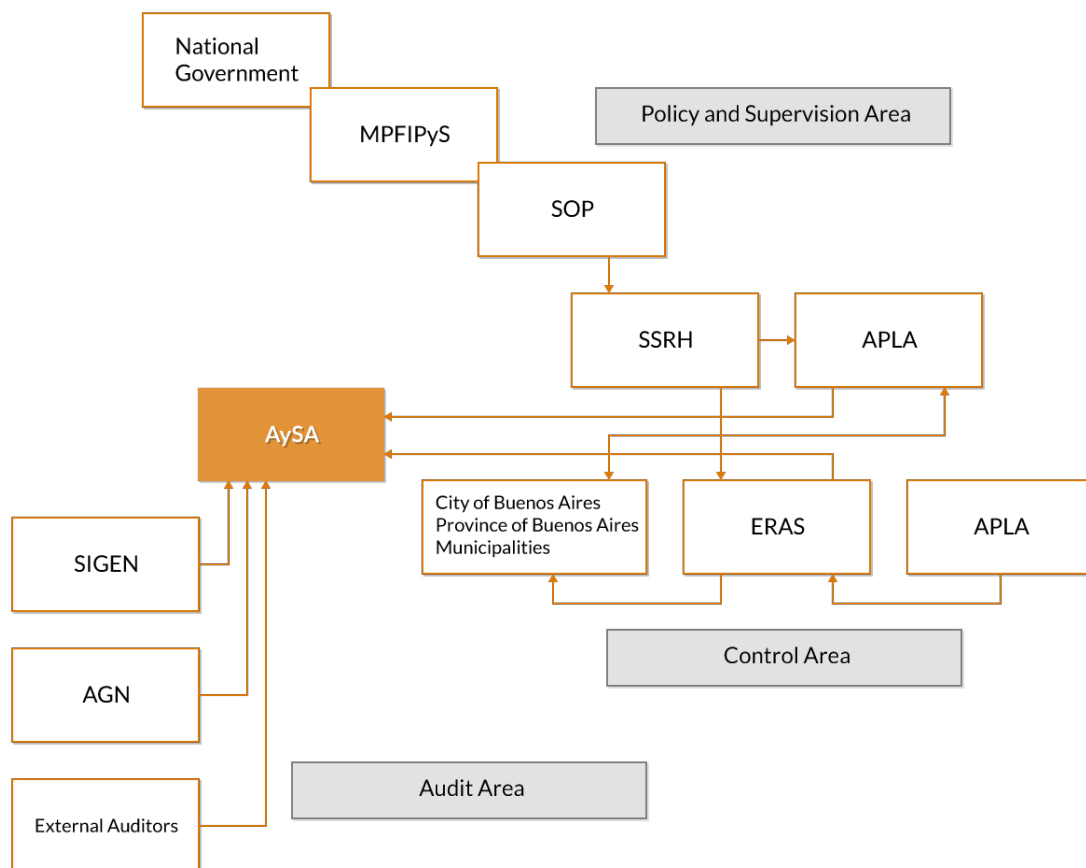 National
Government
MPFIPyS
Policy and Supervision Area
SOP
SSRH
APLA
AySA
City of Buenos Aires
Province of Buenos Aires
Municipalities
ERAS
APLA
SIGEN
Control Area
AGN
Audit Area
External Auditors